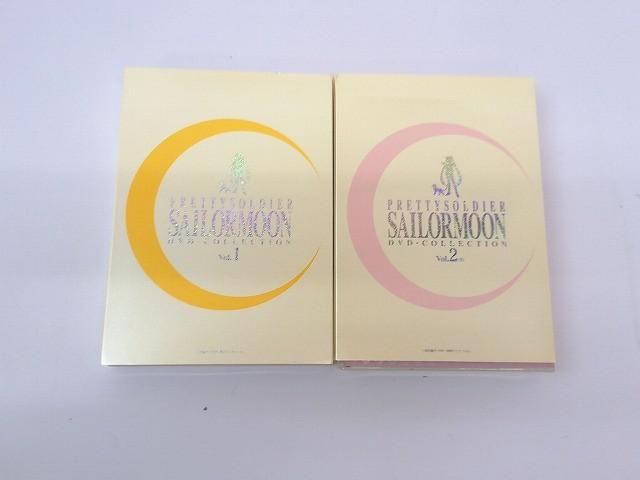 PRETTYSOLDIER
SAILORMOON
DVD-COLLECTION
Vol.1
PRETTYSOLDIER
SAILORMOON
DVD-COLLECTION
Vol.2